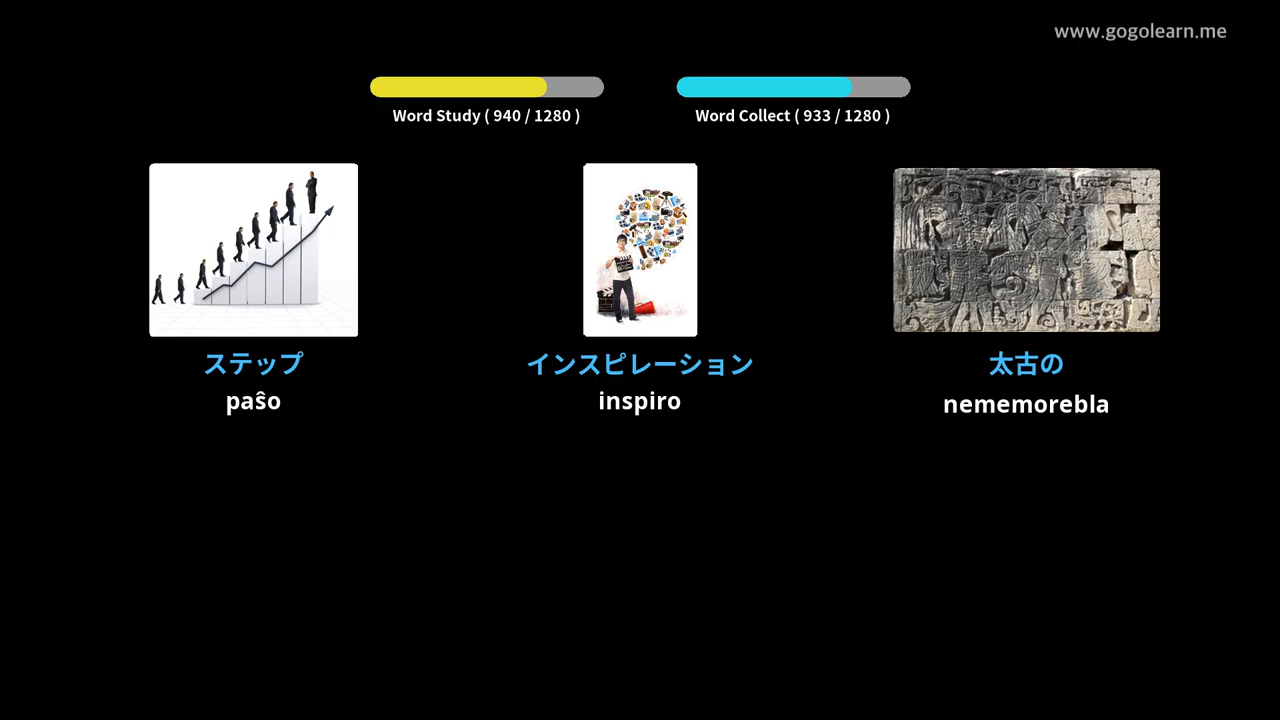 www.gogolearn.me
Word Study ( 940 / 1280 )
Word Collect ( 933 / 1280 )
ステップ
paŝo
インスピレーション
inspiro
太古の
nememorebla